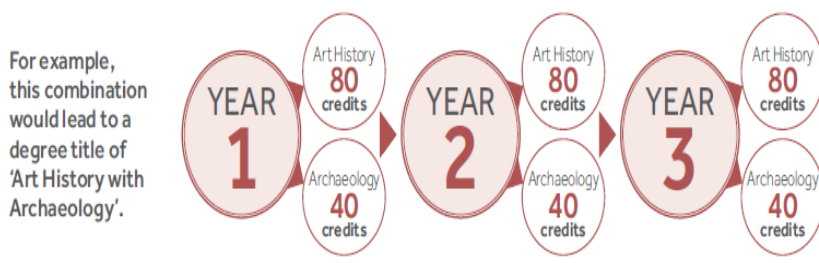 For example,
this combination
would lead to a
degree title of
‘Art History with
Archaeology’.
YEAR
1
Art History
80
credits
Archaeology
40
credits
YEAR
2
Art History
80
credits
Archaeology
40
credits
YEAR
3
Art History
80
credits
Archaeology
40
credits